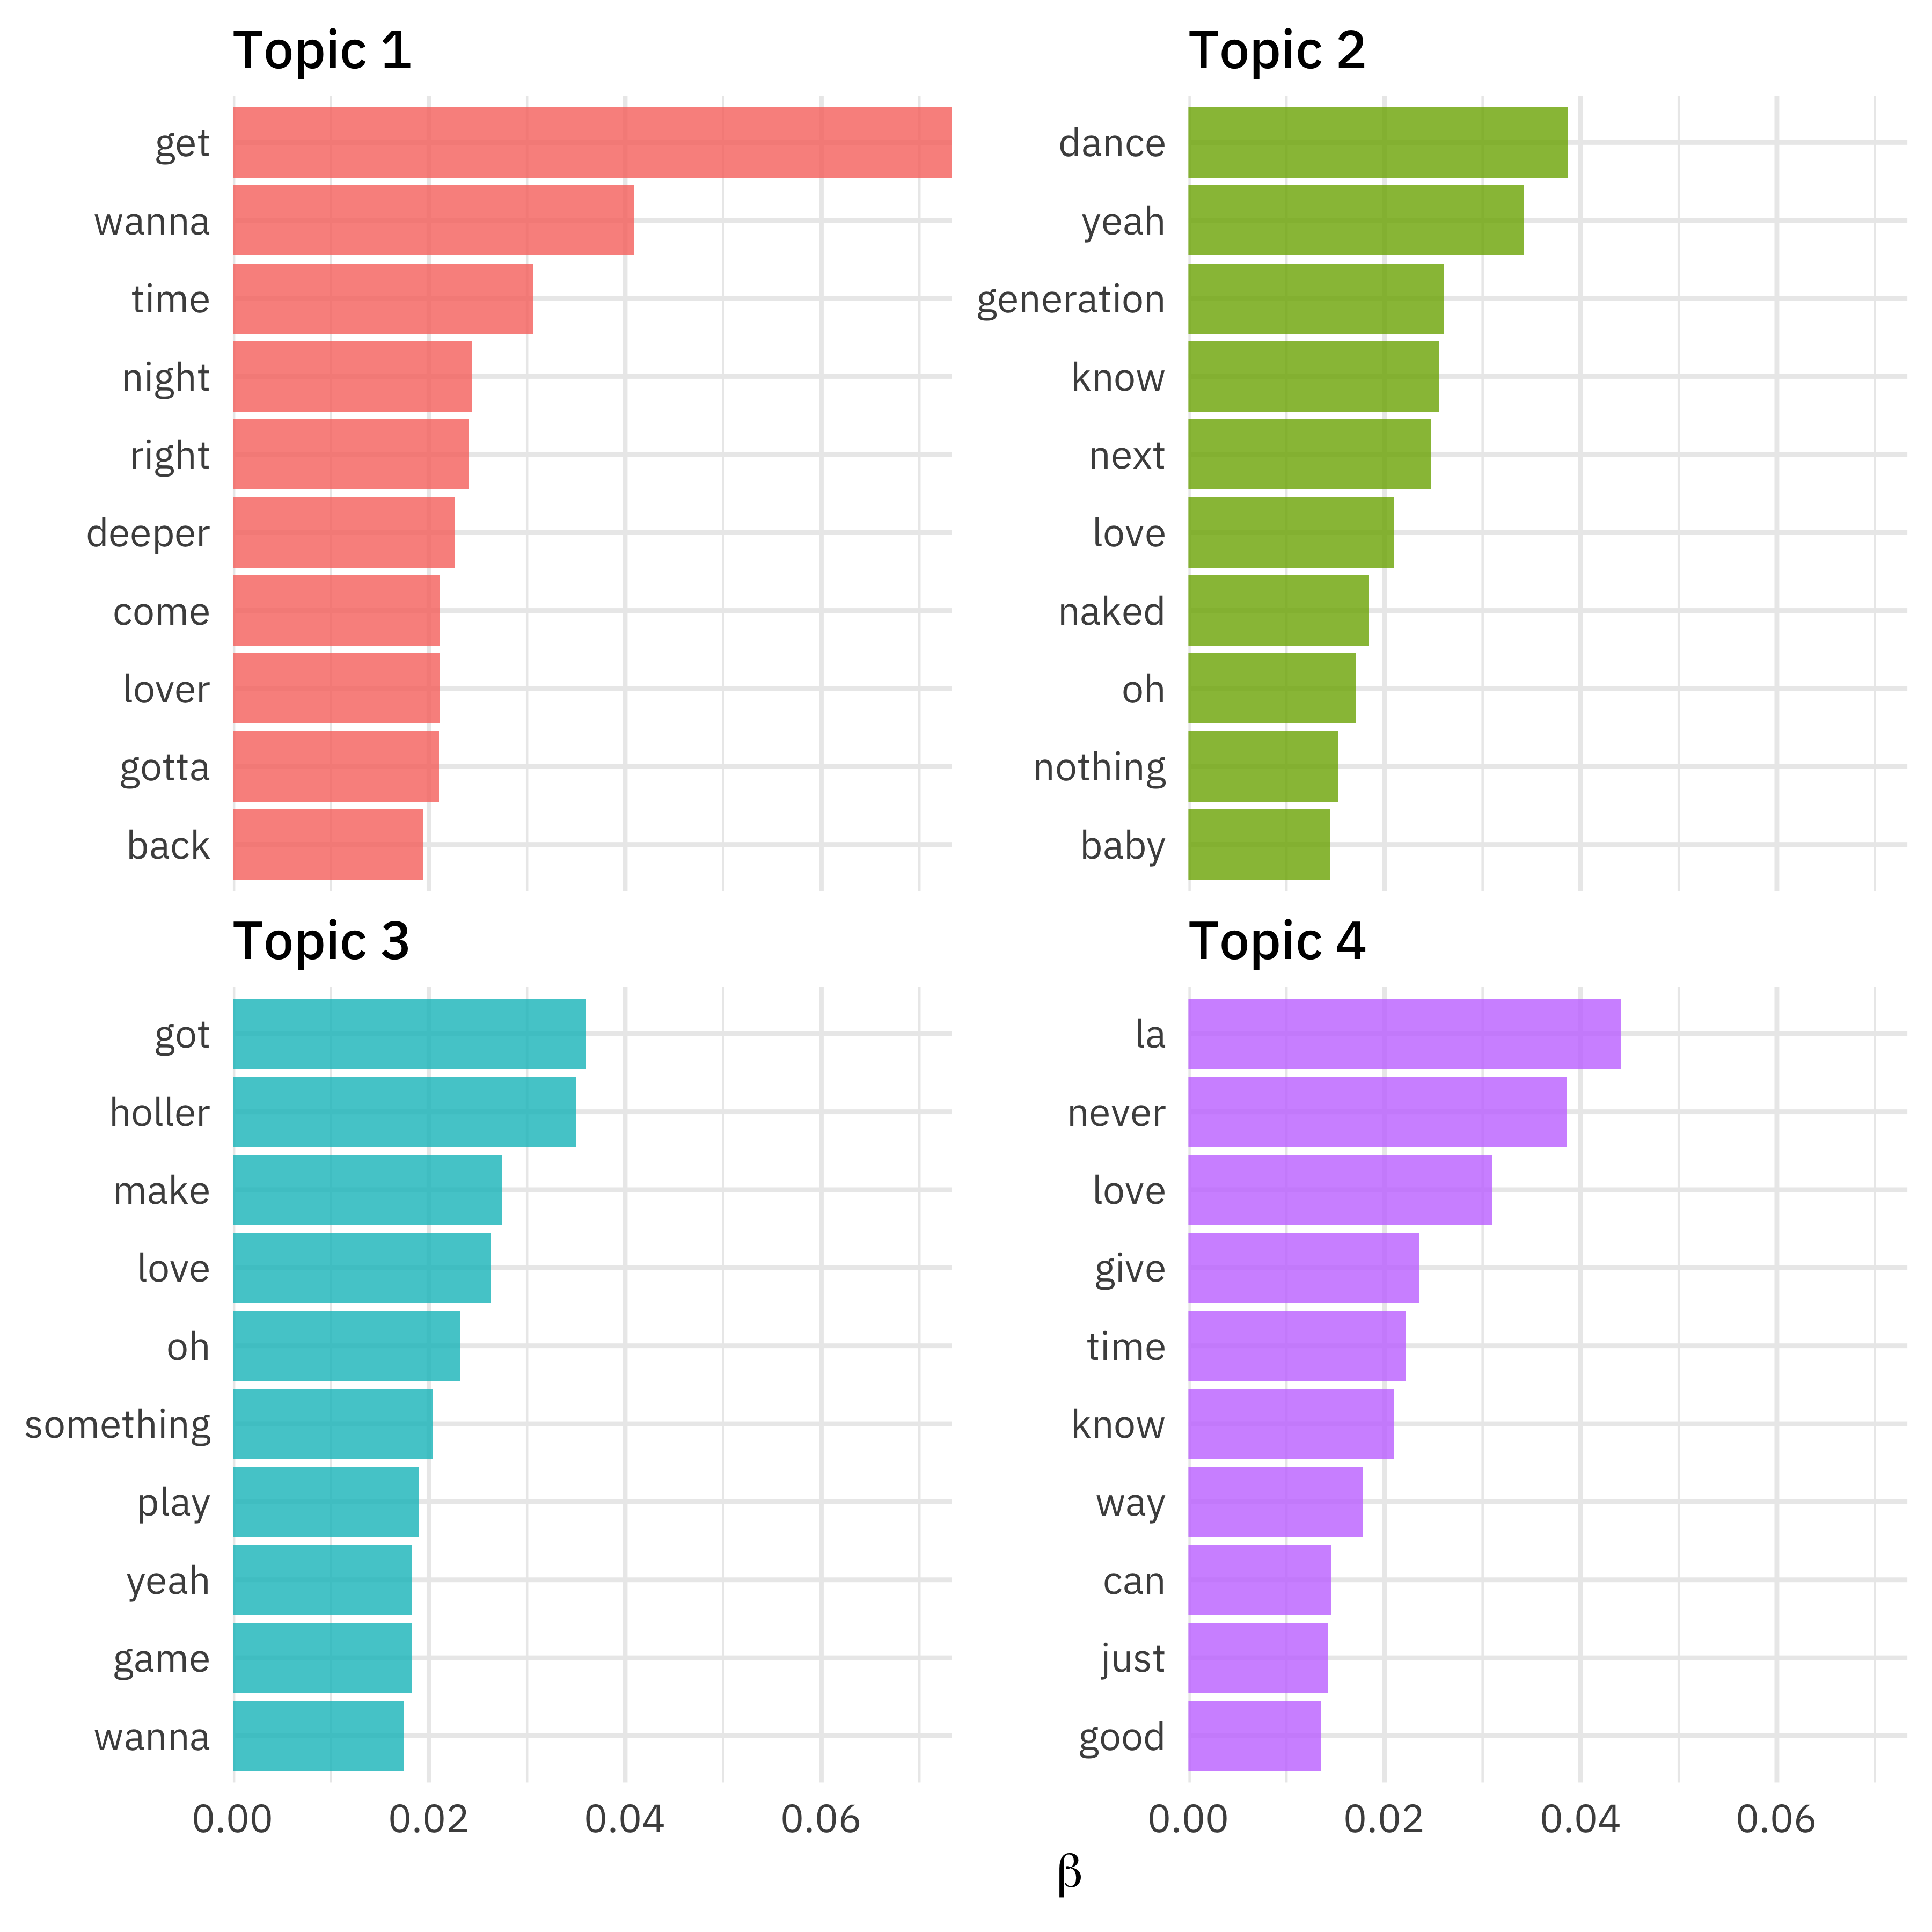 Topic 1
get
wanna
time
night
right
deeper
come
lover
gotta
back
Topic 2
dance
yeah
generation
know
next
love
naked
oh
nothing
baby
Topic 3
got
holler
make
love
oh
something
play
yeah
game
wanna
0.00 0.02 0.04 0.06
Topic 4
la
never
love
give
time
know
way
can
just
good
0.00 0.02 0.04 0.06
β